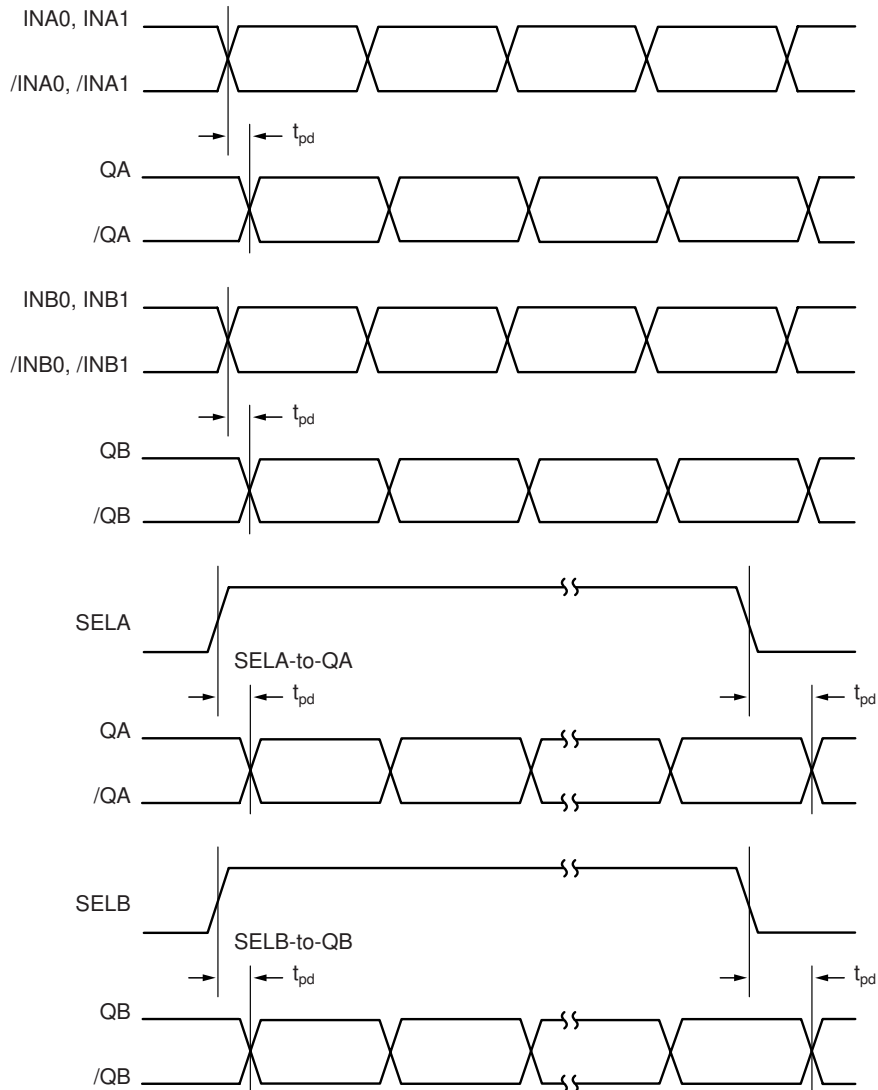 INA0, INA1
/INA0, /INA1
tpd
QA
/QA
INB0, INB1
/INB0, /INB1
tpd
QB
/QB
SELA
SELA-to-QA
tpd tpd
QA
/QA
SELB
SELB-to-QB
tpd tpd
QB
/QB